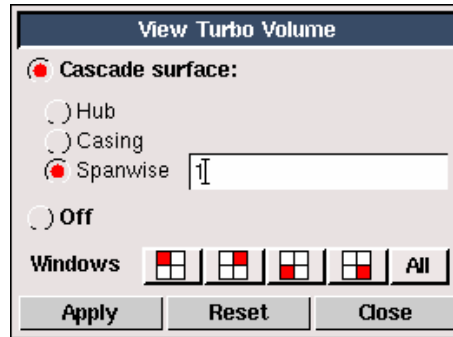 View Turbo Volume
Cascade surface:
Hub
Casing
Spanwise 1
Off
Windows All
Apply Reset Close